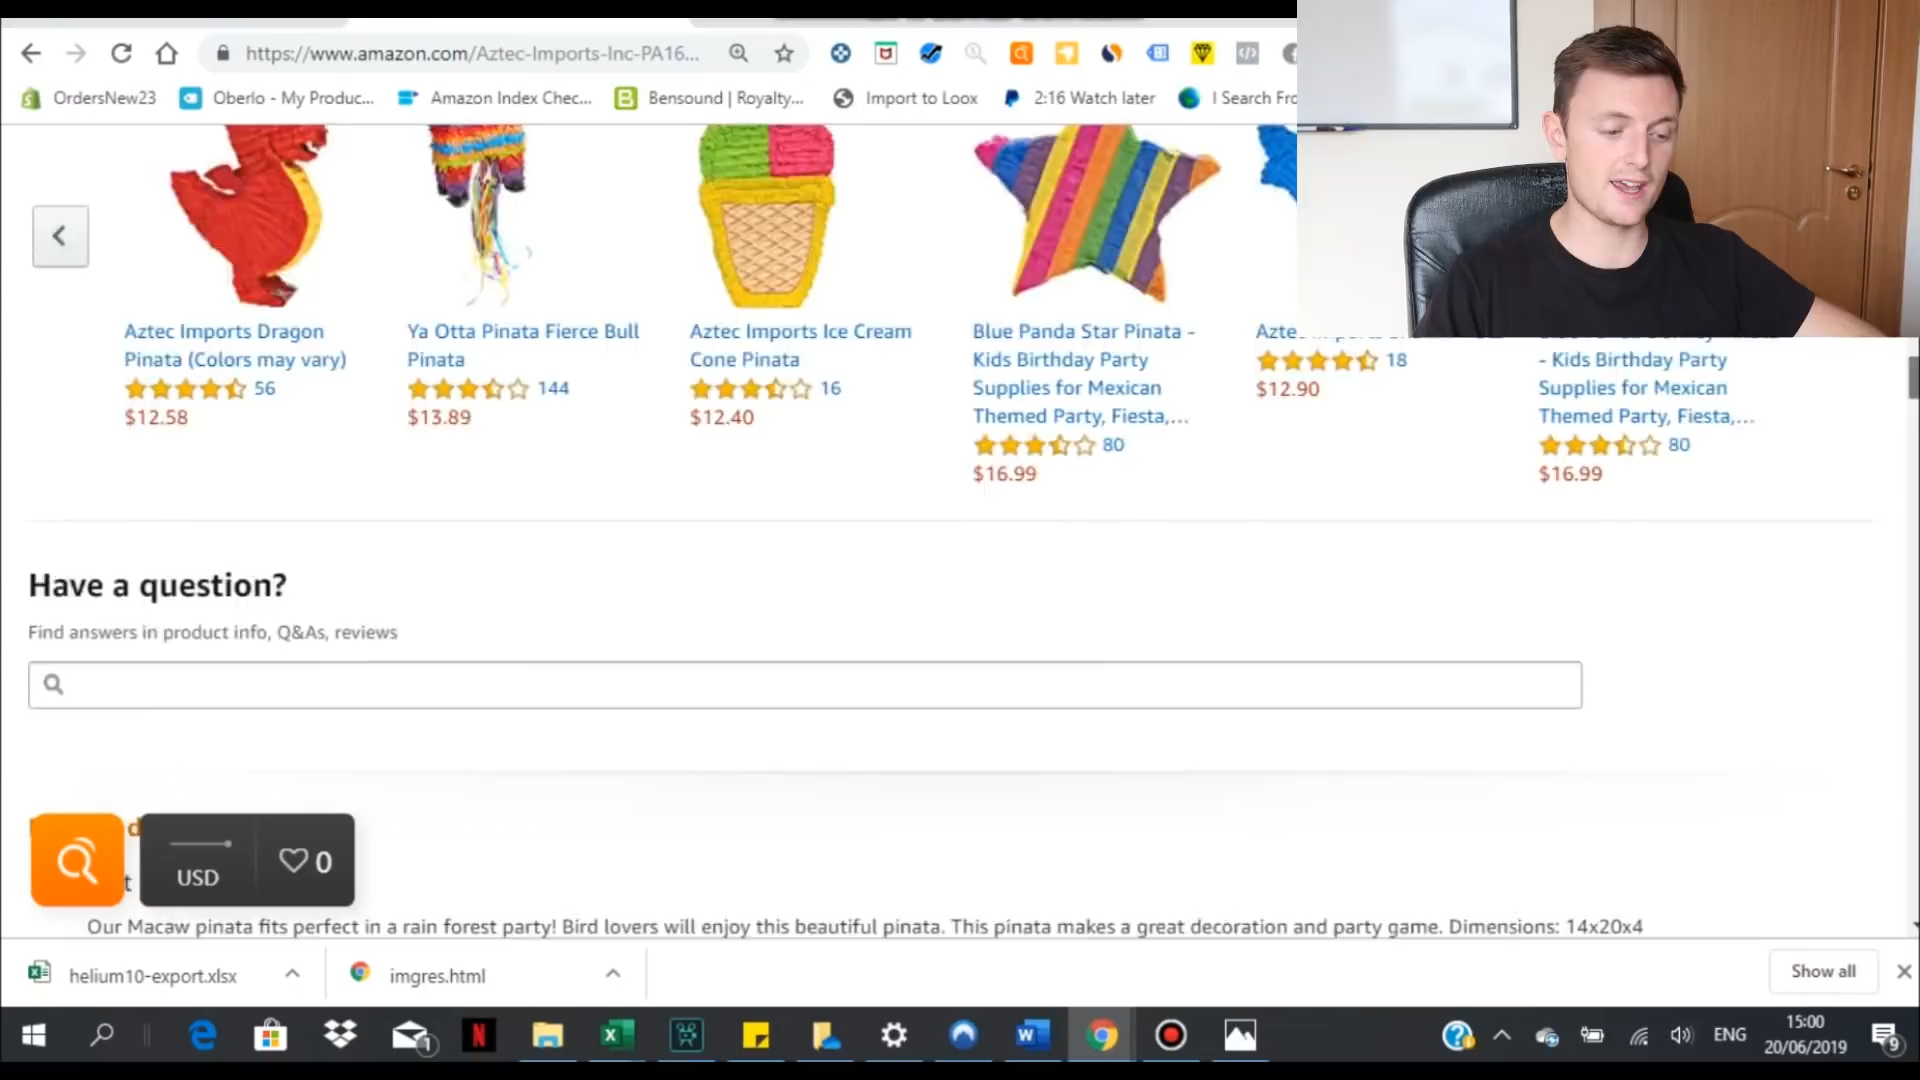 https://www.amazon.com/Aztec-Imports-Inc-PA16...
OrdersNew23
Oberlo - My Produc...
Amazon Index Chec...
Bensound | Royalty...
Import to Loox
2:16 Watch later
I Search Fro
Aztec Imports Dragon
Pinata (Colors may vary)
56
$12.58
Ya Otta Pinata Fierce Bull
Pinata
144
$13.89
Aztec Imports Ice Cream
Cone Pinata
16
$12.40
Blue Panda Star Pinata -
Kids Birthday Party
Supplies for Mexican
Themed Party, Fiesta,...
80
$16.99
18
$12.90
- Kids Birthday Party
Supplies for Mexican
Themed Party, Fiesta,...
80
$16.99
Have a question?
Find answers in product info, Q&As, reviews
USD
0
Our Macaw pinata fits perfect in a rain forest party! Bird lovers will enjoy this beautiful pinata. This pinata makes a great decoration and party game. Dimensions: 14x20x4
helium10-export.xlsx
imgres.html
Show all
1
N
ENG
15:00
20/06/2019
9